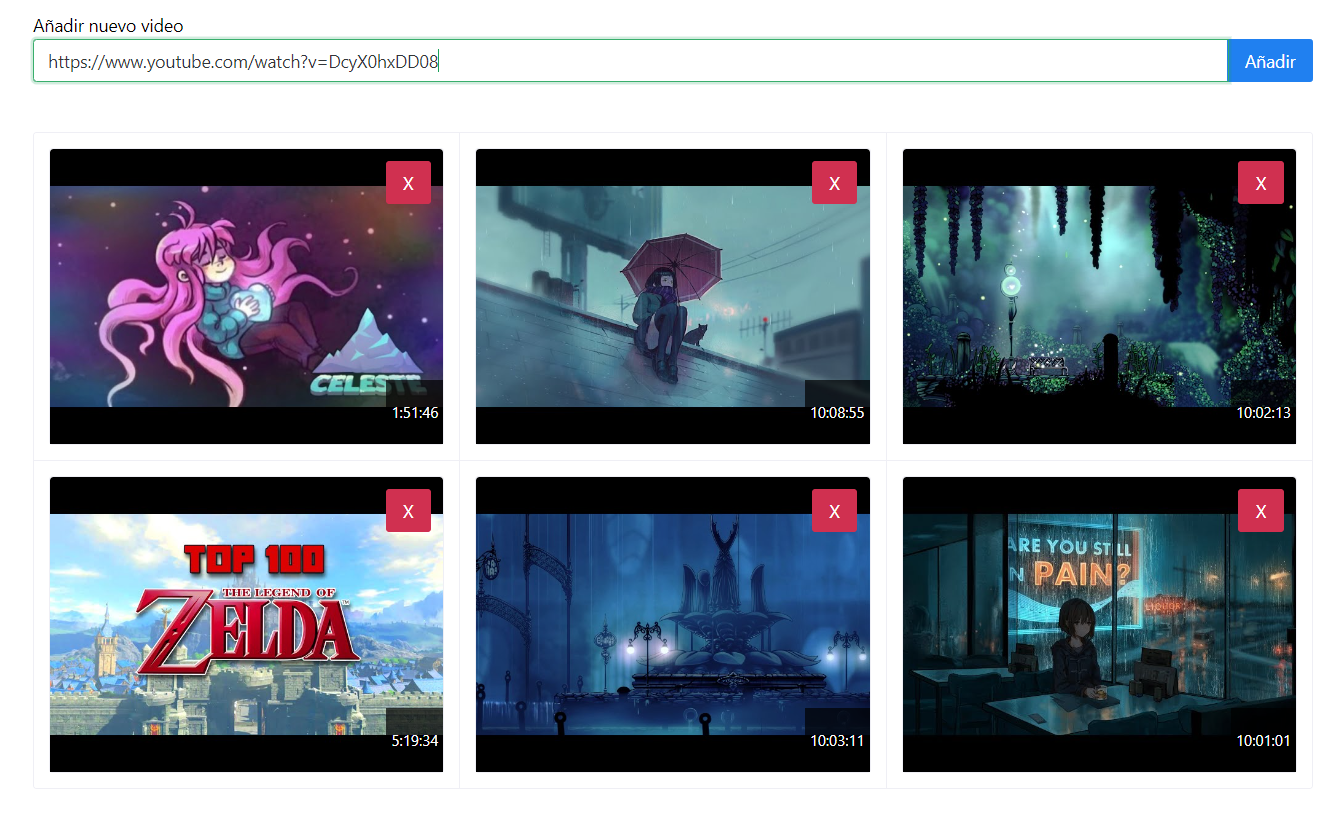 Añadir nuevo video
https://www.youtube.com/watch?v=DcyX0hxDD08
Añadir
X
X
X
CELESTE
1:51:46
10:08:55
10:02:13
X
X
X
TOP 100
THE LEGEND OF
ZELDA
ARE YOU STILL
IN PAIN?
LIQUOR
5:19:34
10:03:11
10:01:01